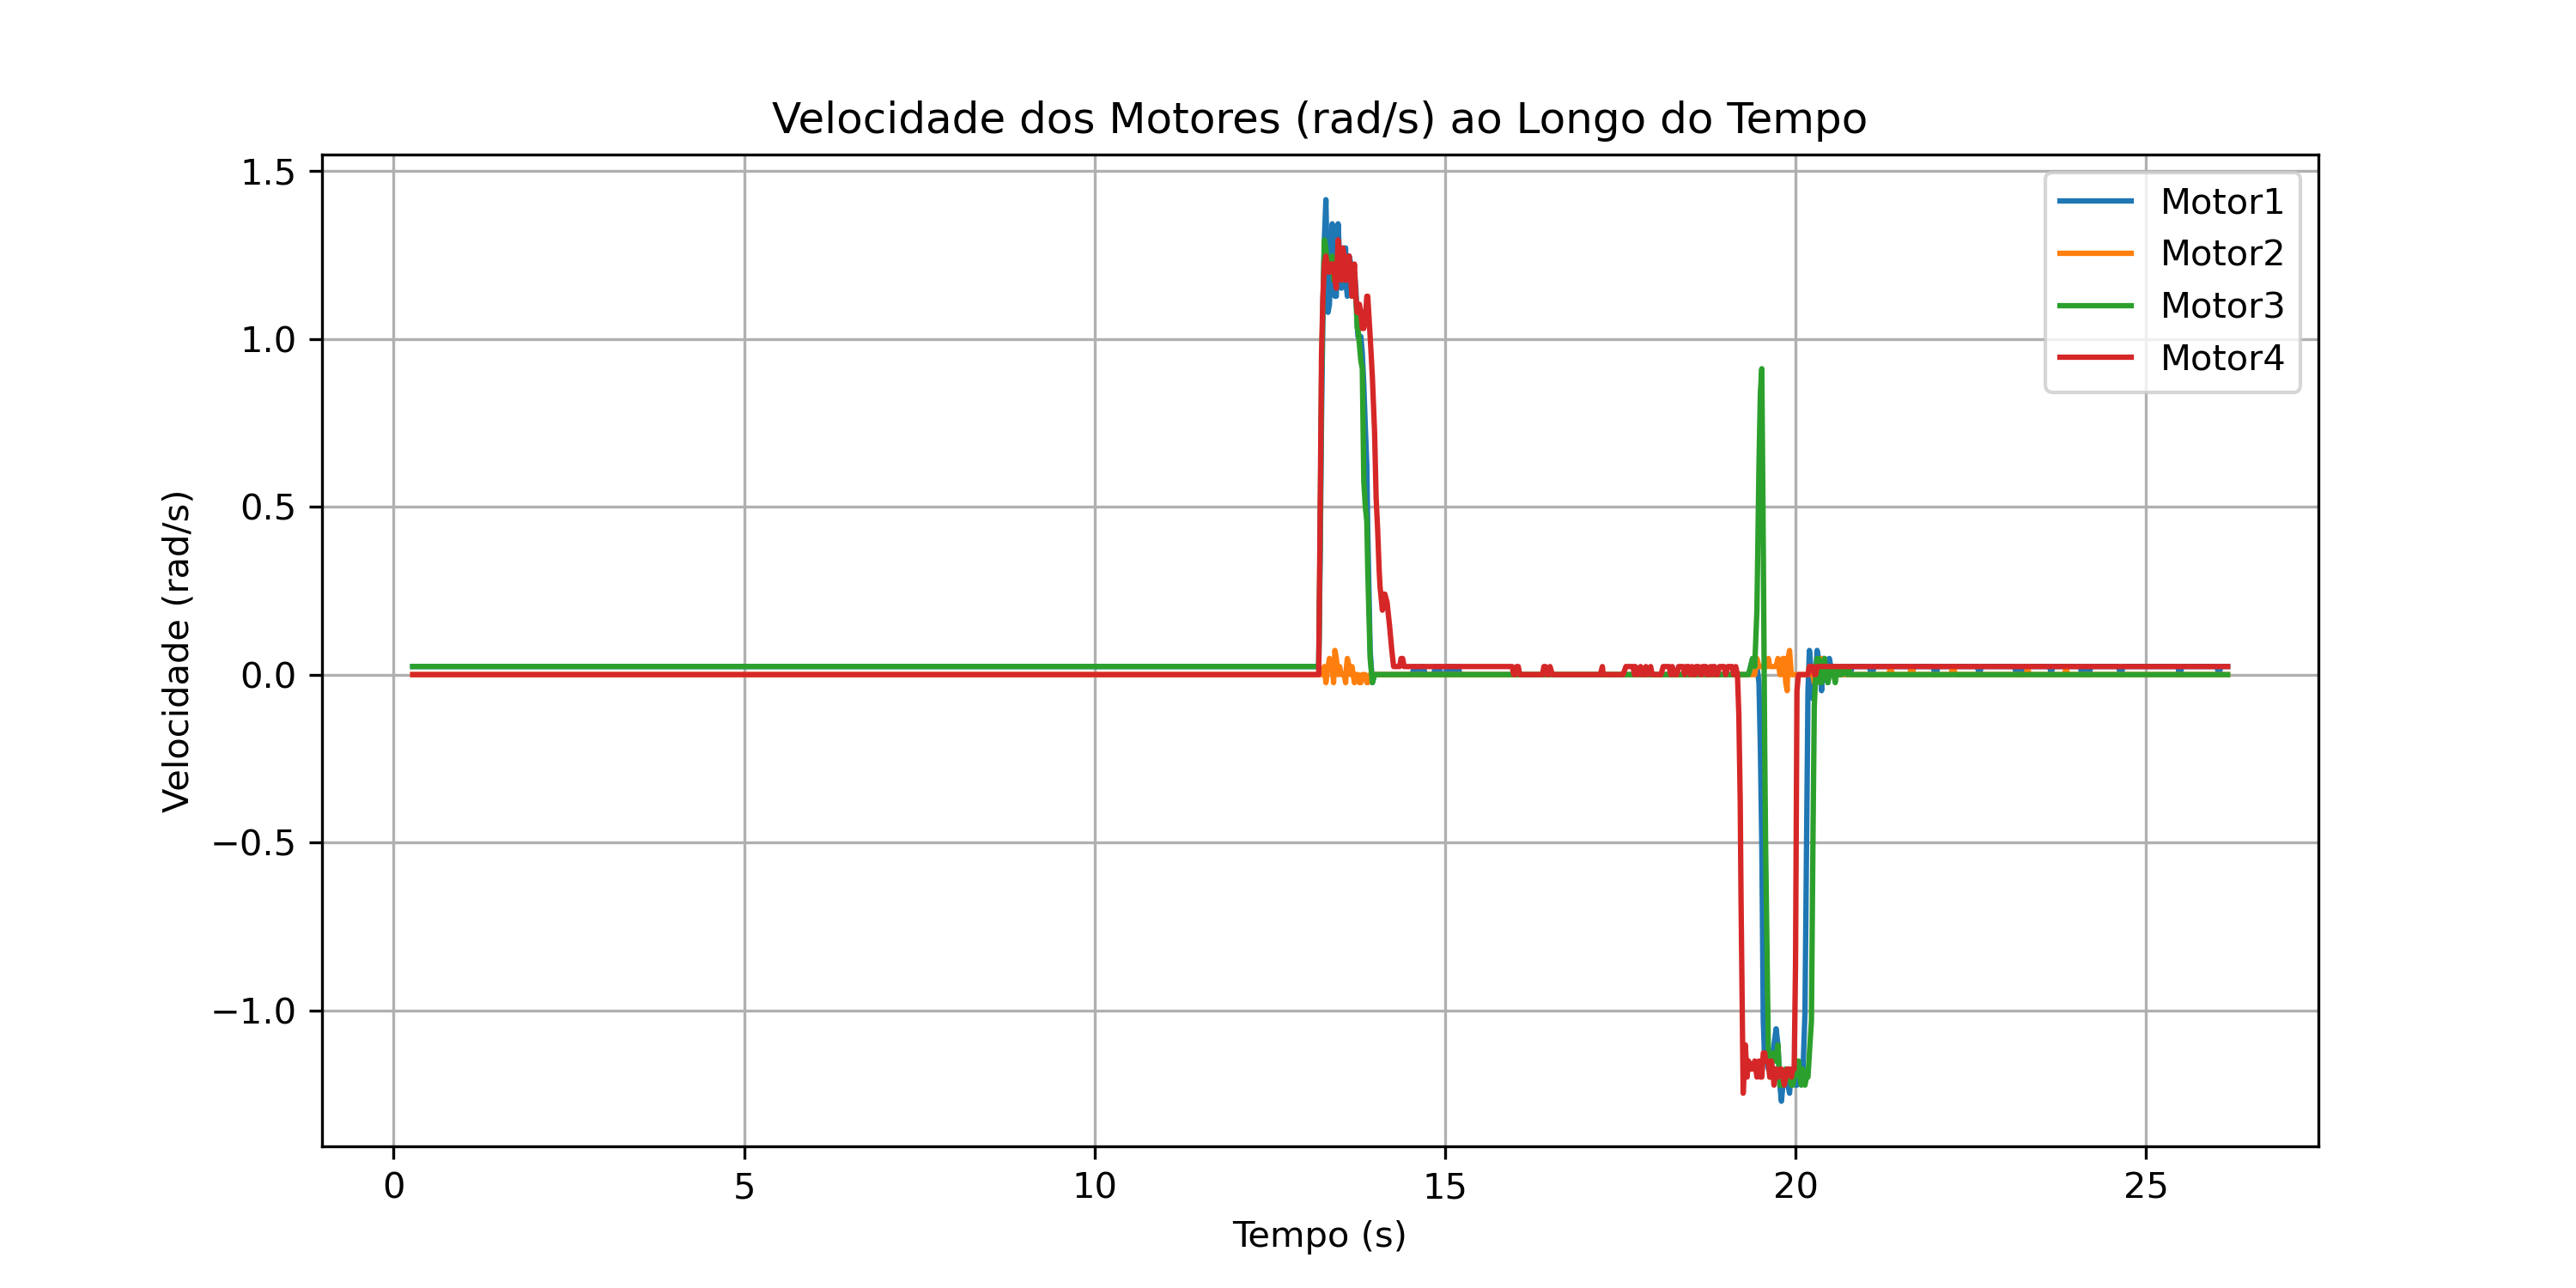 Velocidade dos Motores (rad/s) ao Longo do Tempo
1.5
1.0
0.5
0.0
−0.5
−1.0
Velocidade (rad/s)
Motor1
Motor2
Motor3
Motor4
0 5 10 15 20 25
Tempo (s)